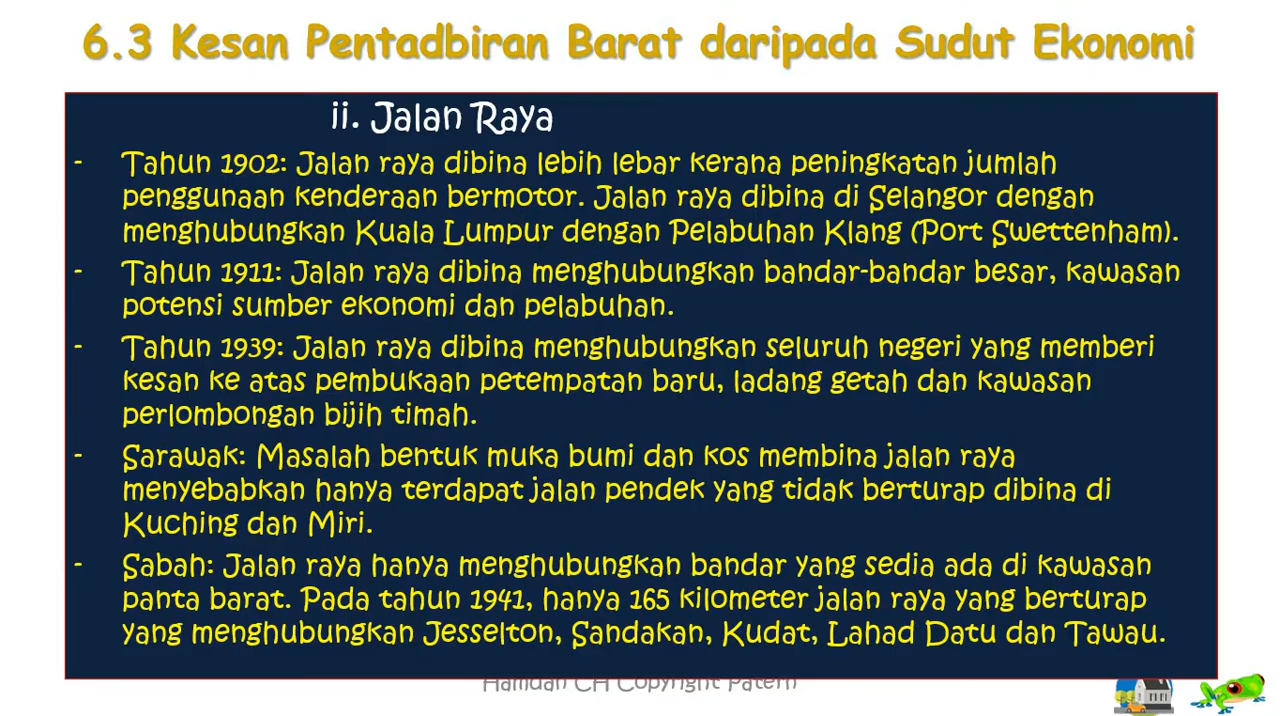 6.3 Kesan Pentadbiran Barat daripada Sudut Ekonomi
ii. Jalan Raya
- Tahun 1902: Jalan raya dibina lebih lebar kerana peningkatan jumlah
penggunaan kenderaan bermotor. Jalan raya dibina di Selangor dengan
menghubungkan Kuala Lumpur dengan Pelabuhan Klang (Port Swettenham).
- Tahun 1911: Jalan raya dibina menghubungkan bandar-bandar besar, kawasan
potensi sumber ekonomi dan pelabuhan.
- Tahun 1939: Jalan raya dibina menghubungkan seluruh negeri yang memberi
kesan ke atas pembukaan petempatan baru, ladang getah dan kawasan
perlombongan bijih timah.
- Sarawak: Masalah bentuk muka bumi dan kos membina jalan raya
menyebabkan hanya terdapat jalan pendek yang tidak berturap dibina di
Kuching dan Miri.
- Sabah: Jalan raya hanya menghubungkan bandar yang sedia ada di kawasan
panta barat. Pada tahun 1941, hanya 165 kilometer jalan raya yang berturap
yang menghubungkan Jesselton, Sandakan, Kudat, Lahad Datu dan Tawau.
Hamdan CH Copyright Patern